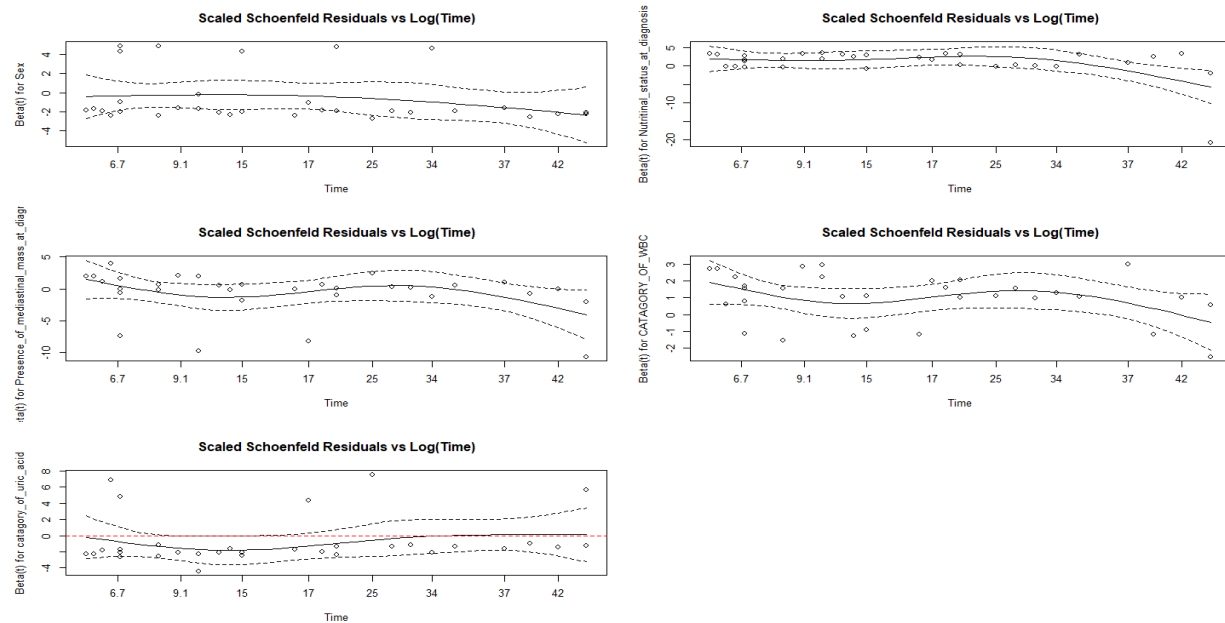 Scaled Schoenfeld Residuals vs Log(Time)
Beta(t) for Sex
4
2
0
-2
-4
6.7 9.1 15 17 25 34 37 42
Time
Scaled Schoenfeld Residuals vs Log(Time)
Beta(t) for Nutritinal_status_at_diagnosis
5
0
-10
-20
6.7 9.1 15 17 25 34 37 42
Time
Scaled Schoenfeld Residuals vs Log(Time)
for Presence_of_mediastinal_mass_at_diagr
5
0
-5
-10
6.7 9.1 15 17 25 34 37 42
Time
Scaled Schoenfeld Residuals vs Log(Time)
Beta(t) for CATAGORY_OF_WBC
3
2
1
0
-2
6.7 9.1 15 17 25 34 37 42
Time
Scaled Schoenfeld Residuals vs Log(Time)
Beta(t) for catagory_of_uric_acid
8
6
4
2
0
-4
6.7 9.1 15 17 25 34 37 42
Time